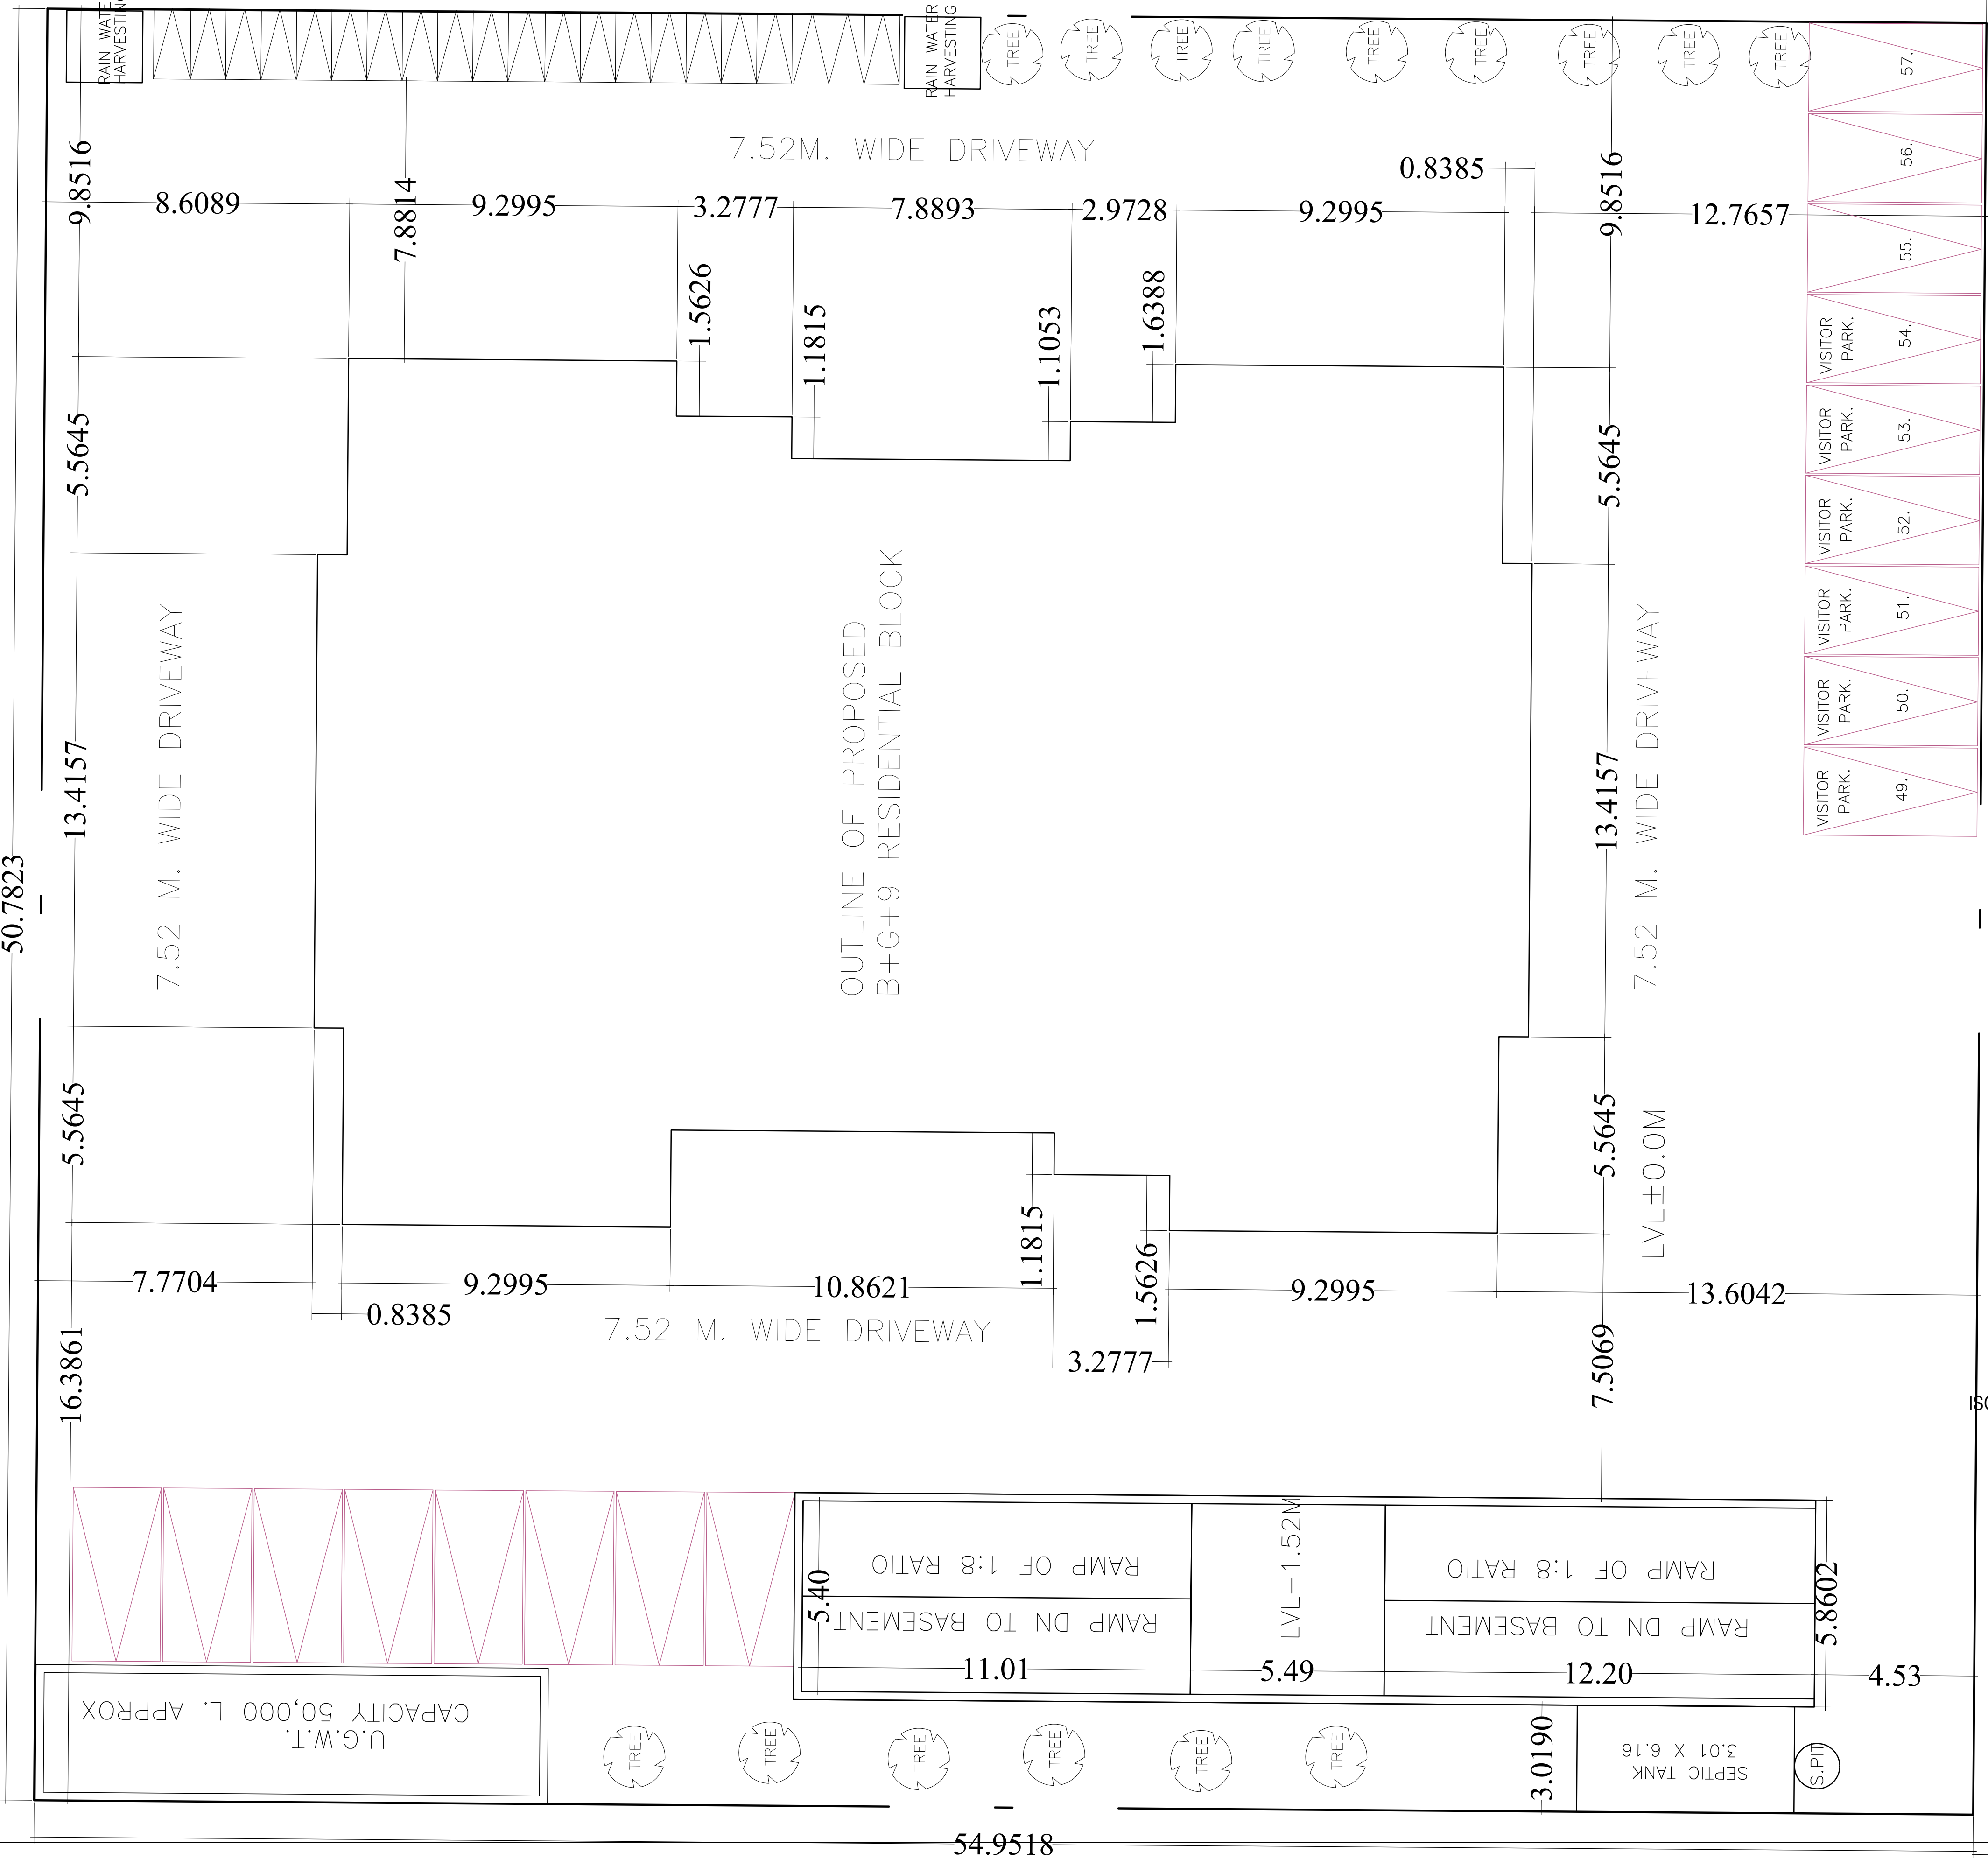 RAIN WATE
HARVESTING
RAIN WATER
HARVESTING
TREE
TREE
TREE
TREE
TREE
TREE
TREE
TREE
TREE
57.
56.
55.
VISITOR
PARK.
54.
VISITOR
PARK.
53.
VISITOR
PARK.
52.
VISITOR
PARK.
51.
VISITOR
PARK.
50.
VISITOR
PARK.
49.
7.52M. WIDE DRIVEWAY
9.8516
8.6089
7.8814
9.2995
3.2777
7.8893
2.9728
9.2995
0.8385
9.8516
12.7657
1.5626
1.1815
1.1053
1.6388
5.5645
5.5645
7.52 M. WIDE DRIVEWAY
OUTLINE OF PROPOSED
B+G+9 RESIDENTIAL BLOCK
7.52 M. WIDE DRIVEWAY
13.4157
13.4157
50.7823
5.5645
5.5645
LVL±0.0M
7.7704
0.8385
9.2995
10.8621
1.1815
1.5626
3.2777
9.2995
13.6042
7.52 M. WIDE DRIVEWAY
16.3861
7.5069
5.40
RAMP OF 1:8 RATIO
RAMP DN TO BASEMENT
LVL-1.52M
RAMP OF 1:8 RATIO
RAMP DN TO BASEMENT
5.8602
11.01
5.49
12.20
4.53
U.G.W.T.
CAPACITY 50,000 L. APPROX
TREE
TREE
TREE
TREE
TREE
TREE
3.0190
SEPTIC TANK
3.01 X 6.16
S.PIT
54.9518